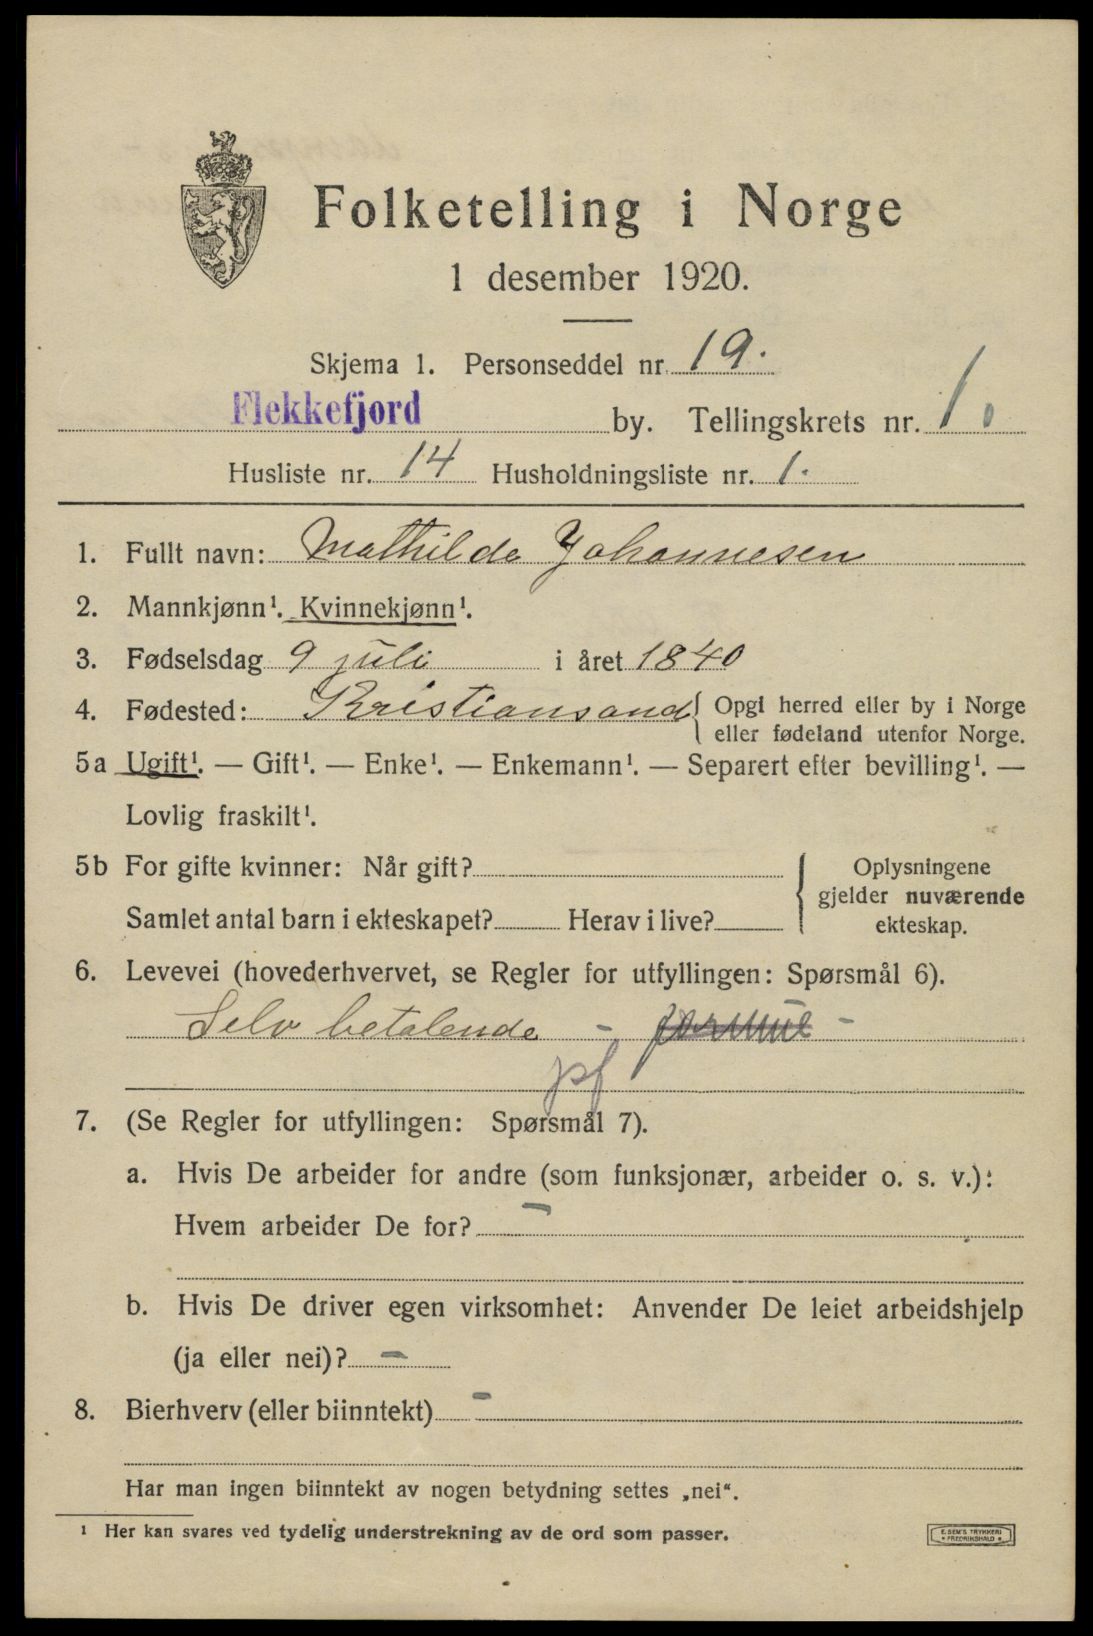 Folketelling i Norge
1 desember 1920.
Skjema 1. Personseddel nr. 19.
Flekkefjord by. Tellingskrets nr. 1.
Husliste nr. 14 Husholdningsliste nr. 1.
1. Fullt navn: Mathilde Johannesen
2. Mannkjønn¹. Kvinnekjønn¹.
3. Fødselsdag 9 juli i året 1840
4. Fødested: Kristiansand { Opgi herred eller by i Norge
eller fødeland utenfor Norge.
5a Ugift¹. — Gift¹. — Enke¹. — Enkemann¹. — Separert efter bevilling¹. —
Lovlig fraskilt¹.
5b For gifte kvinner: Når gift?
Samlet antal barn i ekteskapet? Herav i live?
{ Oplysningene
gjelder nuværende
ekteskap.
6. Levevei (hovederhvervet, se Regler for utfyllingen: Spørsmål 6).
Selv betalende - formue -
pf
7. (Se Regler for utfyllingen: Spørsmål 7).
a. Hvis De arbeider for andre (som funksjonær, arbeider o. s. v.):
Hvem arbeider De for? —
b. Hvis De driver egen virksomhet: Anvender De leiet arbeidshjelp
(ja eller nei)? —
8. Bierhverv (eller biinntekt) —
Har man ingen biinntekt av nogen betydning settes „nei“.
¹ Her kan svares ved tydelig understrekning av de ord som passer.
E. SEM'S TRYKKERI
• FREDRIKSHALD •